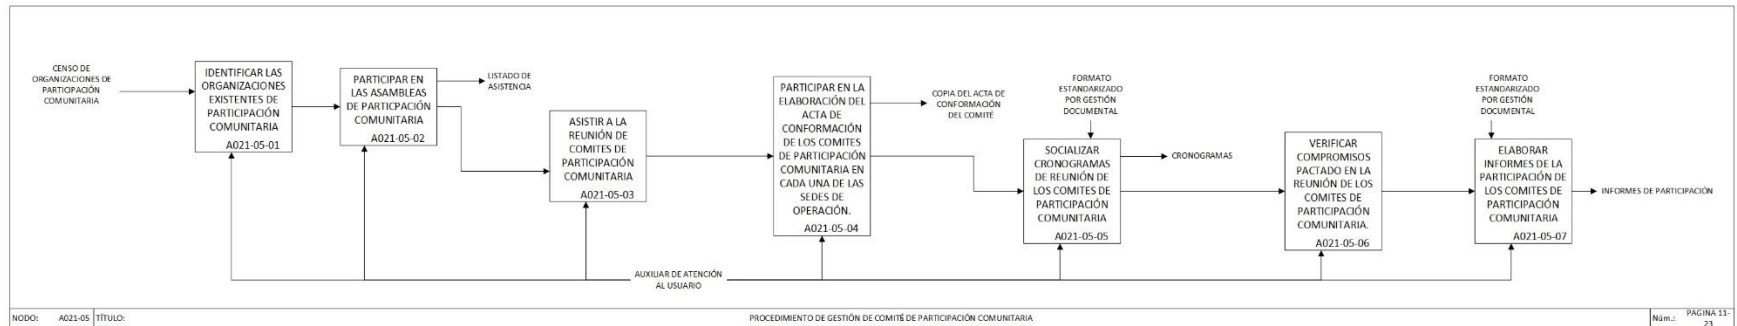 CENSO DE
ORGANIZACIONES DE
PARTICIPACIÓN
COMUNITARIA
IDENTIFICAR LAS
ORGANIZACIONES
EXISTENTES DE
PARTICIPACIÓN
COMUNITARIA
A021-05-01
PARTICIPAR EN
LAS ASAMBLEAS
DE PARTICPACIÓN
COMUNITARIA
A021-05-02
LISTADO DE
ASISTENCIA
ASISTIR A LA
REUNIÓN DE
COMITES DE
PARTICIPACIÓN
COMUNITARIA
A021-05-03
PARTICIPAR EN LA
ELABORACIÓN DEL
ACTA DE
CONFORMACIÓN
DE LOS COMITES
DE PARTICIPACIÓN
COMUNITARIA EN
CADA UNA DE LAS
SEDES DE
OPERACIÓN.
A021-05-04
COPIA DEL ACTA DE
CONFORMACIÓN
DEL COMITÉ
FORMATO
ESTANDARIZADO
POR GESTIÓN
DOCUMENTAL
SOCIALIZAR
CRONOGRAMAS
DE REUNIÓN DE
LOS COMITES DE
PARTICIPACIÓN
COMUNITARIA
A021-05-05
CRONOGRAMAS
VERIFICAR
COMPROMISOS
PACTADO EN LA
REUNIÓN DE LOS
COMITES DE
PARTICIPACIÓN
COMUNITARIA.
A021-05-06
FORMATO
ESTANDARIZADO
POR GESTIÓN
DOCUMENTAL
ELABORAR
INFORMES DE LA
PARTICIPACIÓN DE
LOS COMITES DE
PARTICIPACIÓN
COMUNITARIA
A021-05-07
INFORMES DE PARTICIPACIÓN
AUXILIAR DE ATENCIÓN
AL USUARIO
NODO: A021-05 TÍTULO: PROCEDIMIENTO DE GESTIÓN DE COMITÉ DE PARTICIPACIÓN COMUNITARIA Núm.: PAGINA 11-
23